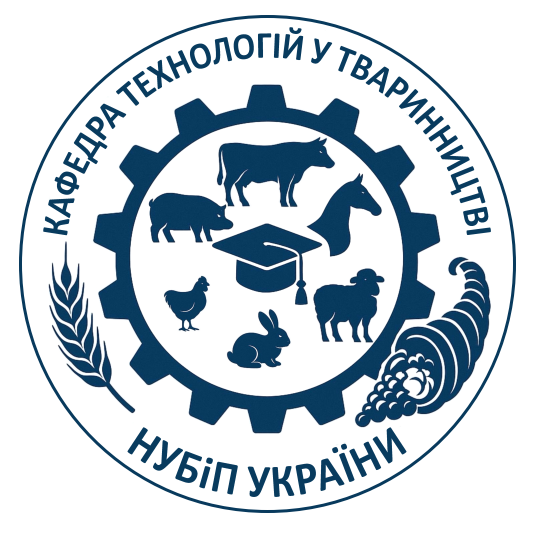 КАФЕДРА ТЕХНОЛОГІЙ У ТВАРИННИЦТВІ
НУБіП УКРАЇНИ